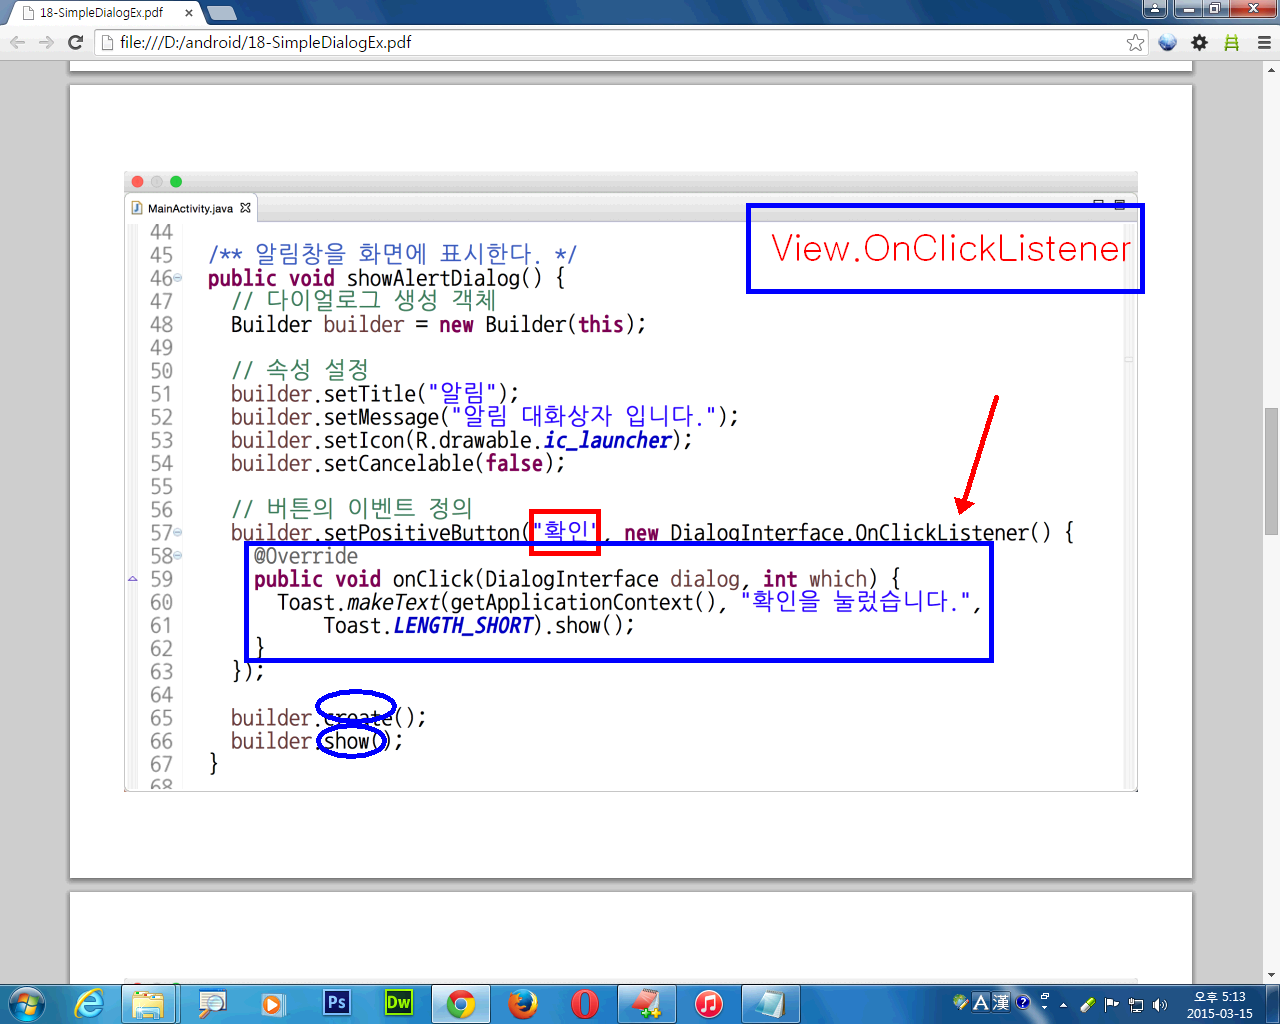 18-SimpleDialogEx.pdf
file:///D:/android/18-SimpleDialogEx.pdf
MainActivity.java
View.OnClickListener
44
45 /** 알림창을 화면에 표시한다. */
46 public void showAlertDialog() {
47 // 다이얼로그 생성 객체
48 Builder builder = new Builder(this);
49
50 // 속성 설정
51 builder.setTitle("알림");
52 builder.setMessage("알림 대화상자 입니다.");
53 builder.setIcon(R.drawable.ic_launcher);
54 builder.setCancelable(false);
55
56 // 버튼의 이벤트 정의
57 builder.setPositiveButton("확인", new DialogInterface.OnClickListener() {
58 @Override
59 public void onClick(DialogInterface dialog, int which) {
60 Toast.makeText(getApplicationContext(), "확인을 눌렀습니다.",
61 Toast.LENGTH_SHORT).show();
62 }
63 });
64
65 builder.create();
66 builder.show();
67 }
68
Ps
Dw
A 漢
오후 5:13
2015-03-15